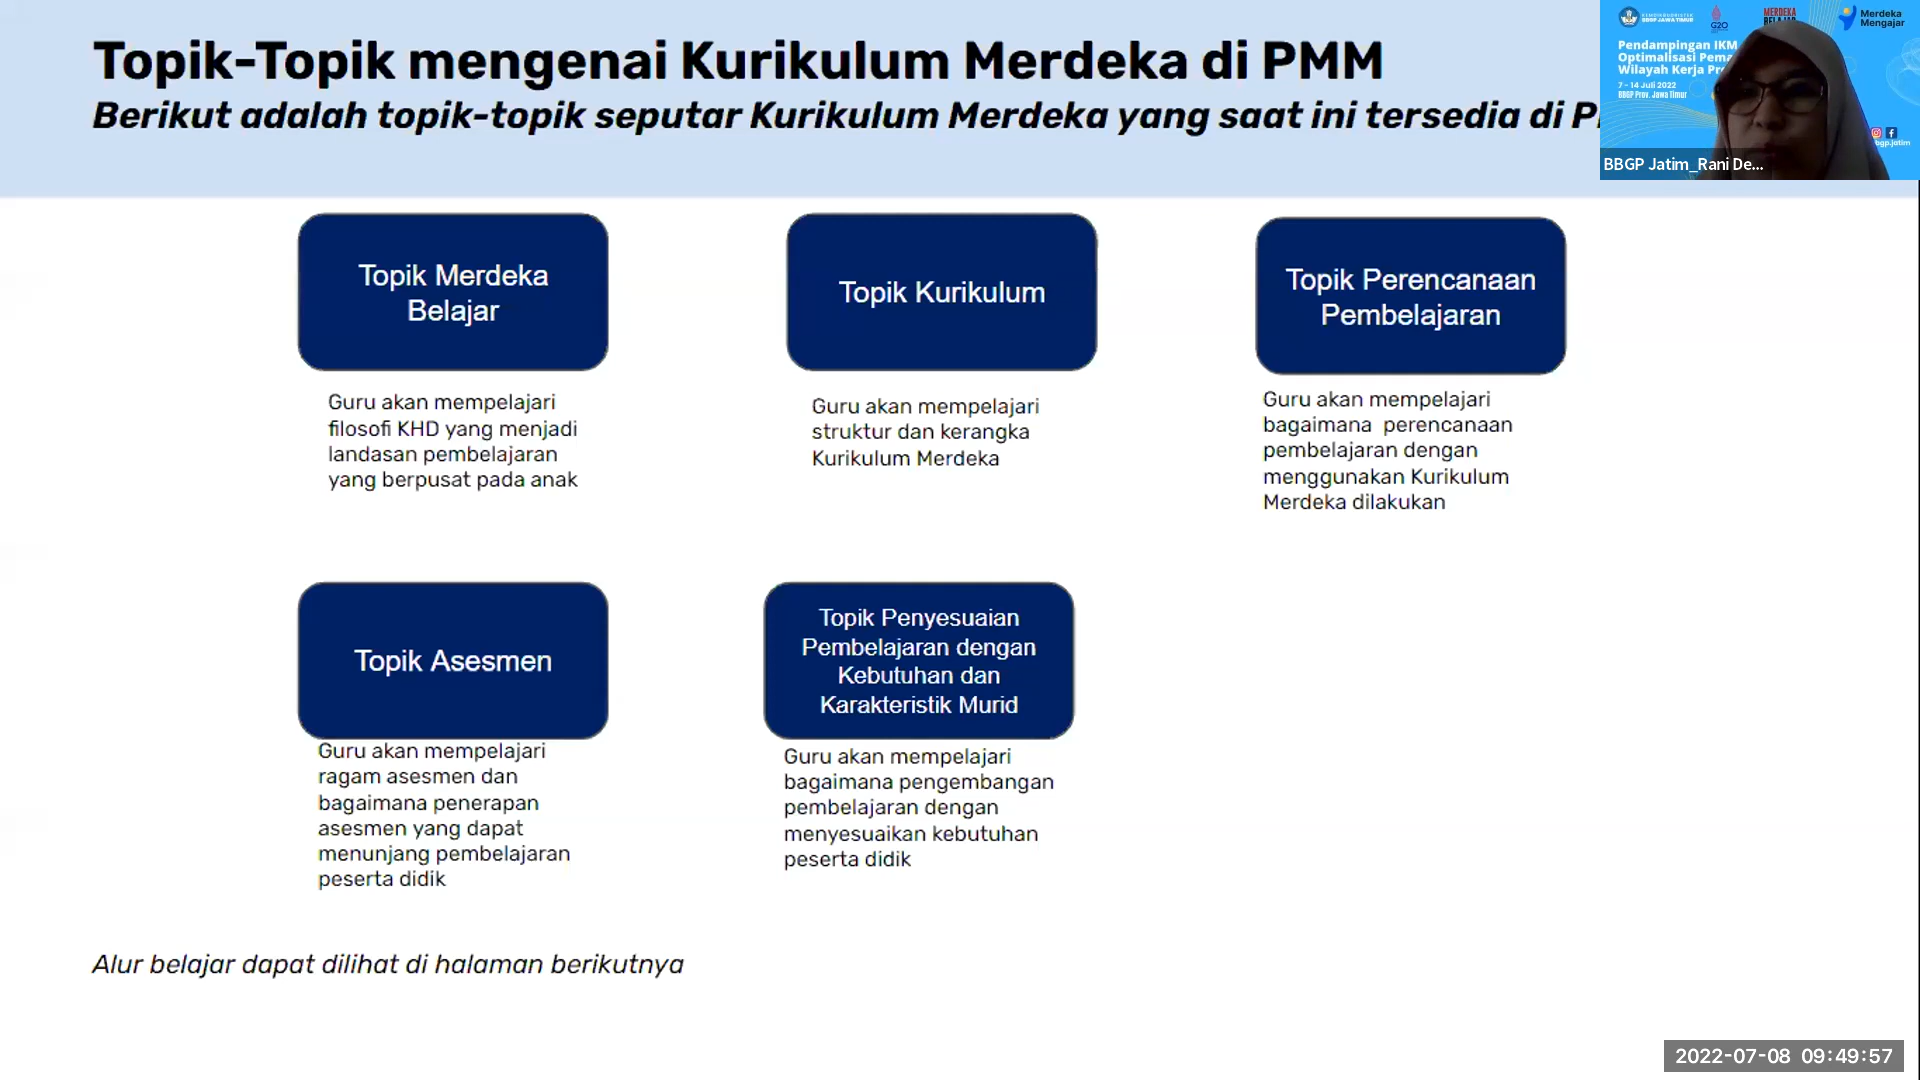 Topik-Topik mengenai Kurikulum Merdeka di PMM
Berikut adalah topik-topik seputar Kurikulum Merdeka yang saat ini tersedia di
BBGP JAWA TIMUR
G20
MERDEKA
BELAJAR
Merdeka
Mengajar
Pendampingan IKM
Optimalisasi
Wilayah Kerja
7 - 14 Juli 2022
BBGP Prov. Jawa Timur
BBGP Jatim_Rani De...
Topik Merdeka
Belajar
Guru akan mempelajari
filosofi KHD yang menjadi
landasan pembelajaran
yang berpusat pada anak
Topik Kurikulum
Guru akan mempelajari
struktur dan kerangka
Kurikulum Merdeka
Topik Perencanaan
Pembelajaran
Guru akan mempelajari
bagaimana perencanaan
pembelajaran dengan
menggunakan Kurikulum
Merdeka dilakukan
Topik Asesmen
Guru akan mempelajari
ragam asesmen dan
bagaimana penerapan
asesmen yang dapat
menunjang pembelajaran
peserta didik
Topik Penyesuaian
Pembelajaran dengan
Kebutuhan dan
Karakteristik Murid
Guru akan mempelajari
bagaimana pengembangan
pembelajaran dengan
menyesuaikan kebutuhan
peserta didik
Alur belajar dapat dilihat di halaman berikutnya
2022-07-08 09:49:57